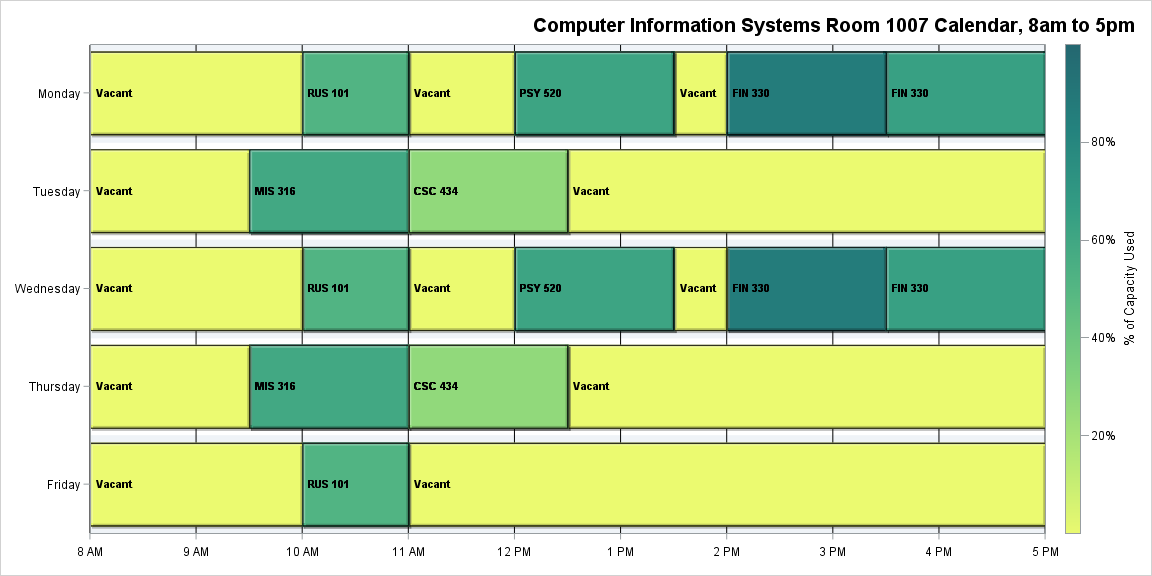 Computer Information Systems Room 1007 Calendar, 8am to 5pm
Monday
Vacant
RUS 101
Vacant
PSY 520
Vacant
FIN 330
FIN 330
Tuesday
Vacant
MIS 316
CSC 434
Vacant
Wednesday
Vacant
RUS 101
Vacant
PSY 520
Vacant
FIN 330
FIN 330
Thursday
Vacant
MIS 316
CSC 434
Vacant
Friday
Vacant
RUS 101
Vacant
8 AM
9 AM
10 AM
11 AM
12 PM
1 PM
2 PM
3 PM
4 PM
5 PM
80%
60%
40%
20%
% of Capacity Used